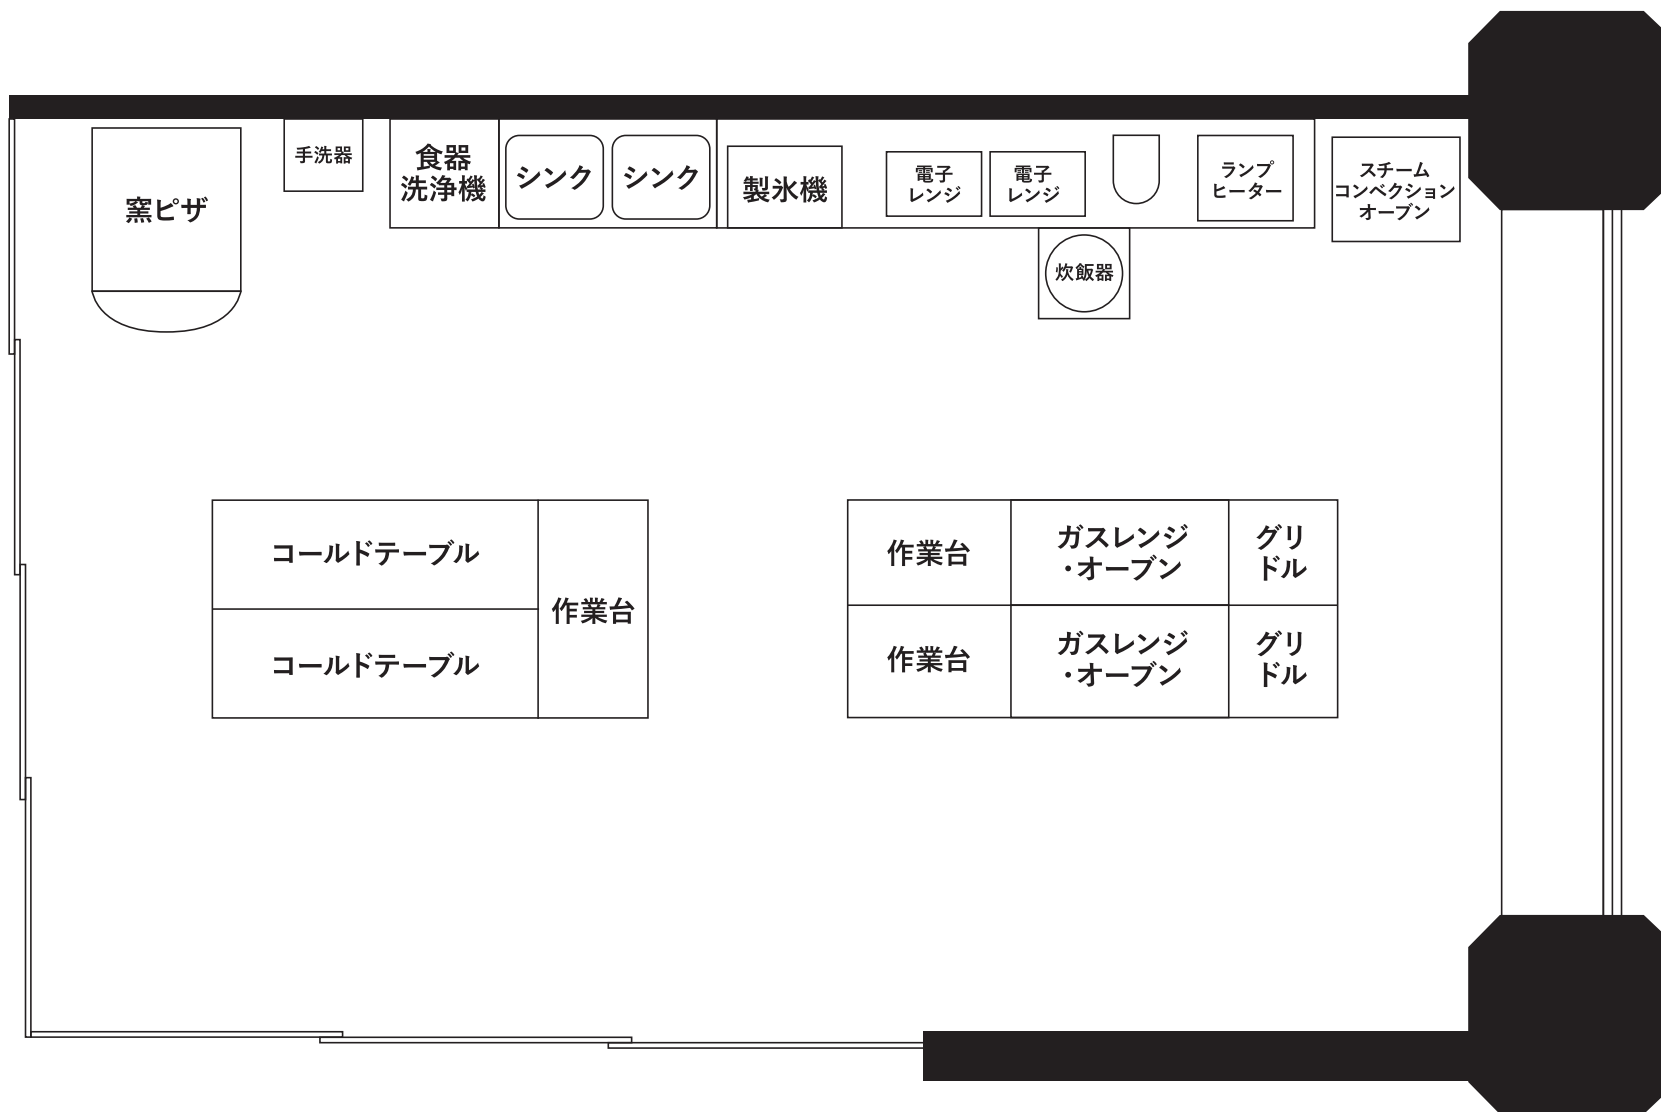 窯ピザ
手洗器
食器
洗浄機
シンク
シンク
製氷機
電子
レンジ
電子
レンジ
ランプ
ヒーター
スチーム
コンベクション
オーブン
炊飯器
コールドテーブル
コールドテーブル
作業台
作業台
ガスレンジ
・オーブン
グリ
ドル
作業台
ガスレンジ
・オーブン
グリ
ドル